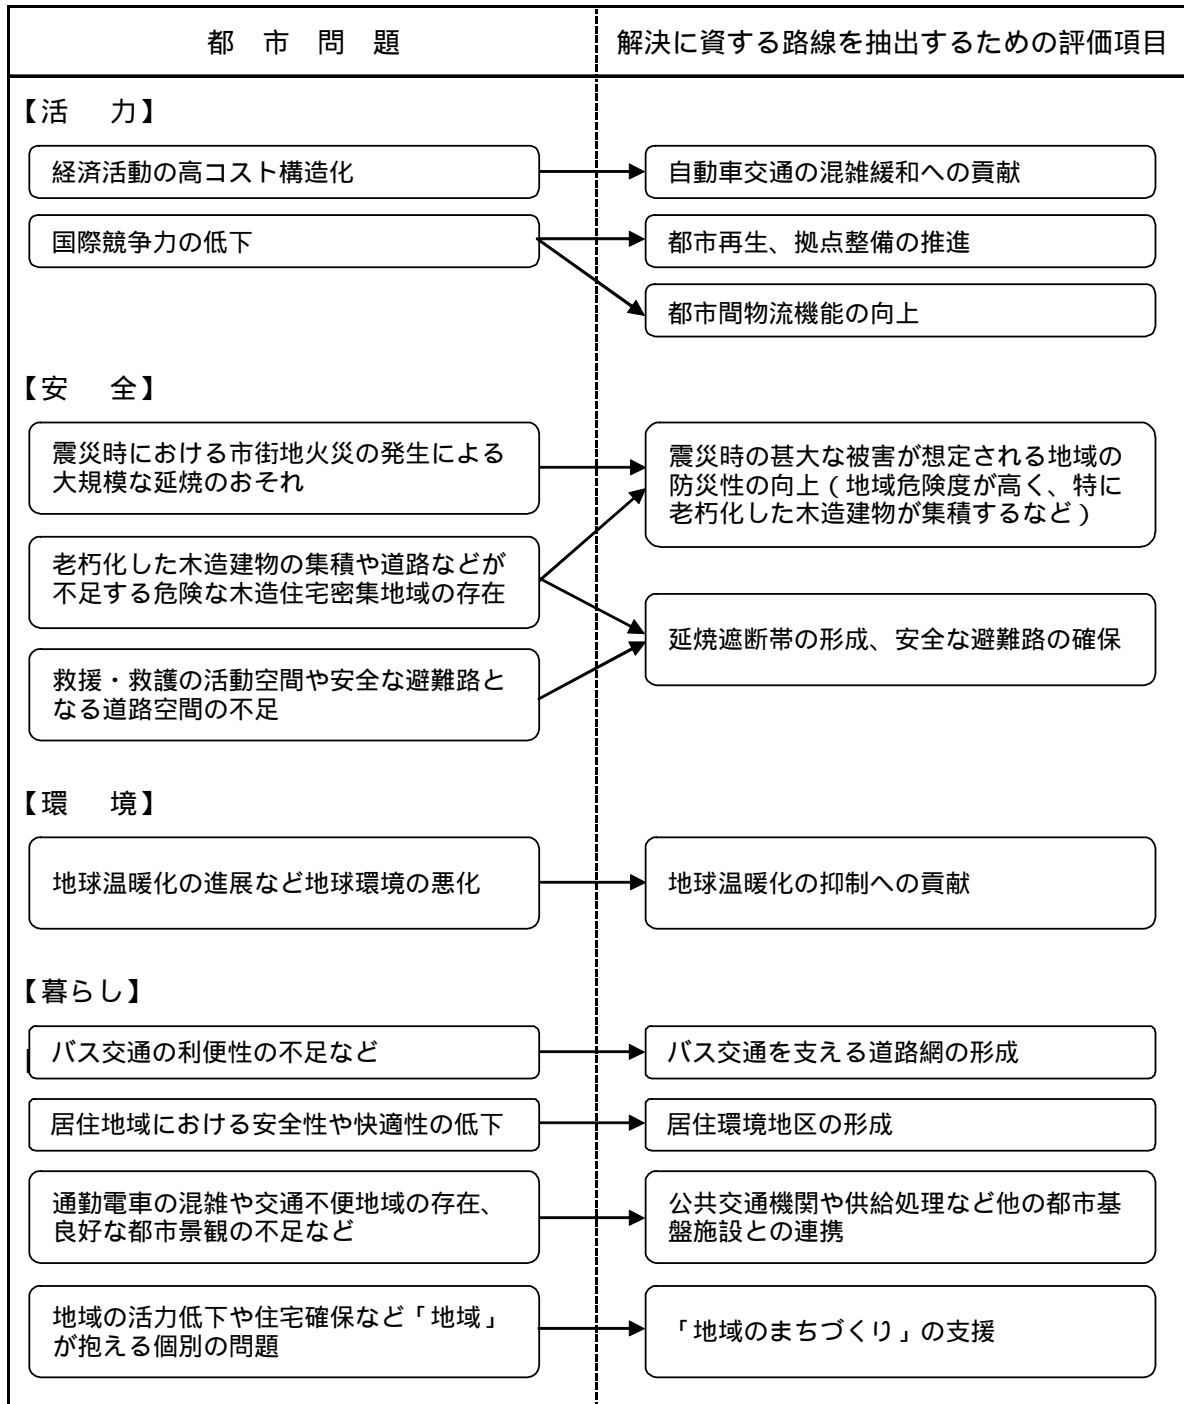 都 市 問 題
解決に資する路線を抽出するための評価項目
【活 力】
経済活動の高コスト構造化
自動車交通の混雑緩和への貢献
国際競争力の低下
都市再生、拠点整備の推進
都市間物流機能の向上
【安 全】
震災時における市街地火災の発生による
大規模な延焼のおそれ
震災時の甚大な被害が想定される地域の
防災性の向上（地域危険度が高く、特に
老朽化した木造建物が集積するなど）
老朽化した木造建物の集積や道路などが
不足する危険な木造住宅密集地域の存在
延焼遮断帯の形成、安全な避難路の確保
救援・救護の活動空間や安全な避難路と
なる道路空間の不足
【環 境】
地球温暖化の進展など地球環境の悪化
地球温暖化の抑制への貢献
【暮らし】
バス交通の利便性の不足など
バス交通を支える道路網の形成
居住地域における安全性や快適性の低下
居住環境地区の形成
通勤電車の混雑や交通不便地域の存在、
良好な都市景観の不足など
公共交通機関や供給処理など他の都市基
盤施設との連携
地域の活力低下や住宅確保など「地域」
が抱える個別の問題
「地域のまちづくり」の支援